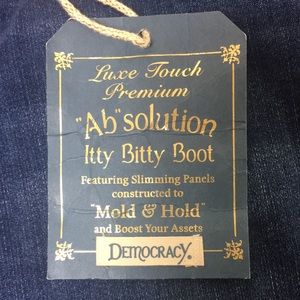 Luxe Touch
Premium
"Ab"solution
Itty Bitty Boot
Featuring Slimming Panels
constructed to
"Mold & Hold"
and Boost Your Assets
DEMOCRACY®